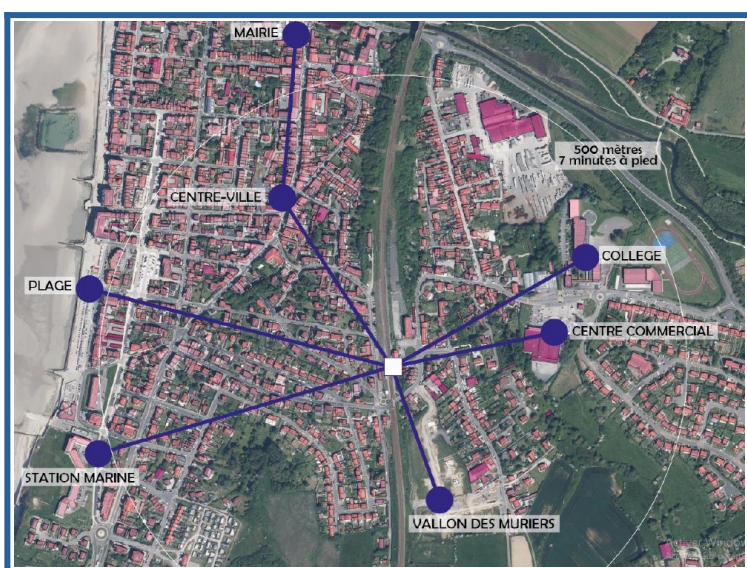 MAIRIE
500 mètres
7 minutes à pied
CENTRE-VILLE
COLLEGE
PLAGE
CENTRE COMMERCIAL
STATION MARINE
VALLON DES MURIERS